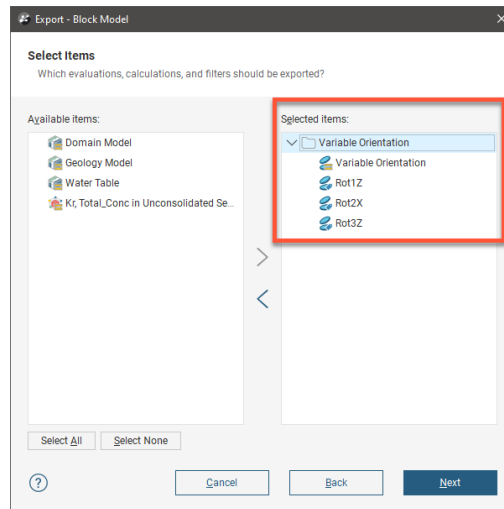 Export - Block Model
Select Items
Which evaluations, calculations, and filters should be exported?
Available items:
Domain Model
Geology Model
Water Table
Kr, Total_Conc in Unconsolidated Se...
Selected items:
Variable Orientation
Variable Orientation
Rot1Z
Rot2X
Rot3Z
Select All
Select None
?
Cancel
Back
Next